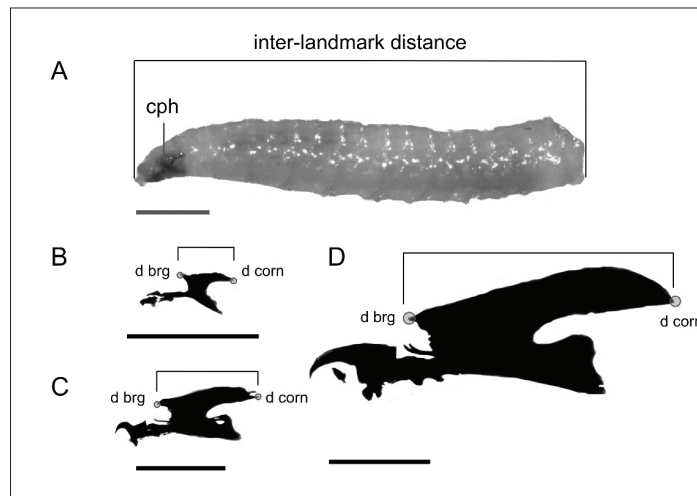 inter-landmark distance
A
cph
B
d brg
d corn
D
d brg
d corn
C
d brg
d corn